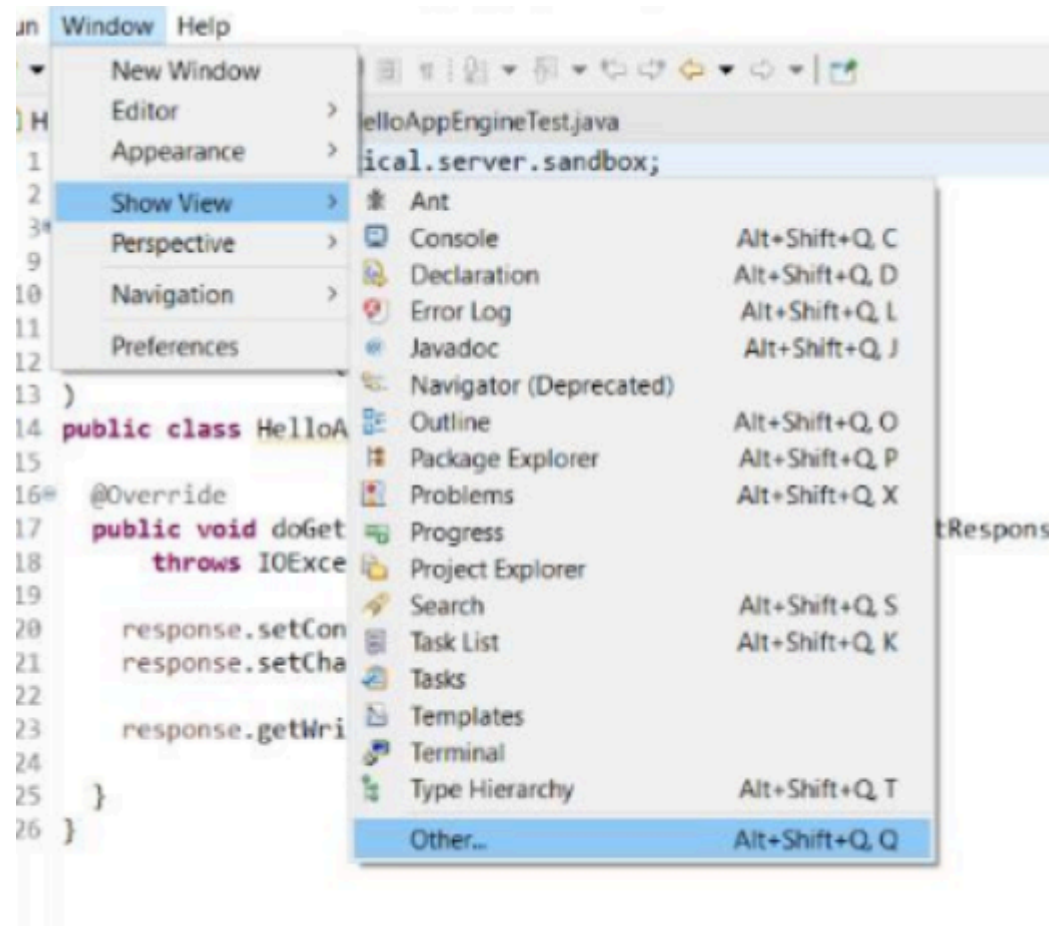 un Window Help
New Window
Editor >
Appearance >
Show View >
Perspective >
Navigation >
Preferences
H elloAppEngineTest.java
1 ical.server.sandbox;
2
3
9
10
11
12
13 )
14 public class HelloA
15
16 @Override
17 public void doGet tRespons
18 throws IOExce
19
20 response.setCon
21 response.setCha
22
23 response.getWri
24
25 }
26 }
Ant
Console Alt+Shift+Q, C
Declaration Alt+Shift+Q, D
Error Log Alt+Shift+Q, L
Javadoc Alt+Shift+Q, J
Navigator (Deprecated)
Outline Alt+Shift+Q, O
Package Explorer Alt+Shift+Q, P
Problems Alt+Shift+Q, X
Progress
Project Explorer
Search Alt+Shift+Q, S
Task List Alt+Shift+Q, K
Tasks
Templates
Terminal
Type Hierarchy Alt+Shift+Q, T
Other... Alt+Shift+Q, Q